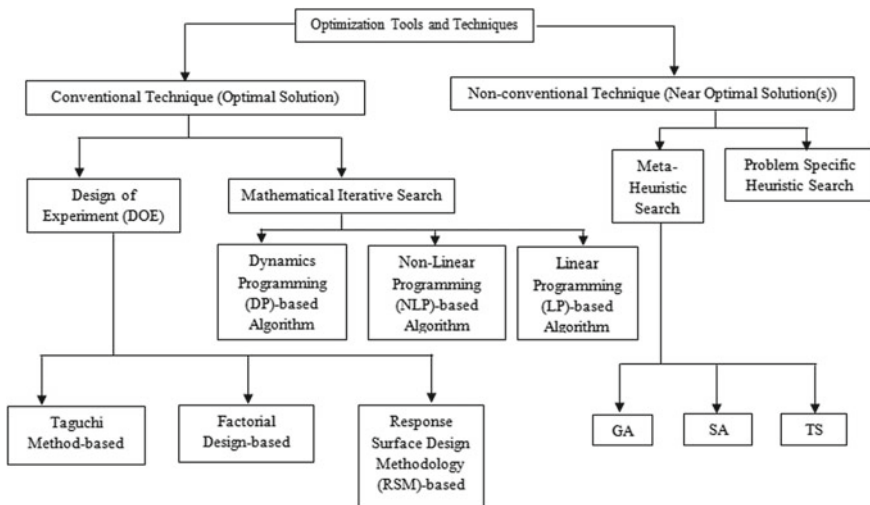 Optimization Tools and Techniques
Conventional Technique (Optimal Solution)
Non-conventional Technique (Near Optimal Solution(s))
Design of
Experiment (DOE)
Mathematical Iterative Search
Meta-
Heuristic
Search
Problem Specific
Heuristic Search
Dynamics
Programming
(DP)-based
Algorithm
Non-Linear
Programming
(NLP)-based
Algorithm
Linear
Programming
(LP)-based
Algorithm
Taguchi
Method-based
Factorial
Design-based
Response
Surface Design
Methodology
(RSM)-based
GA
SA
TS